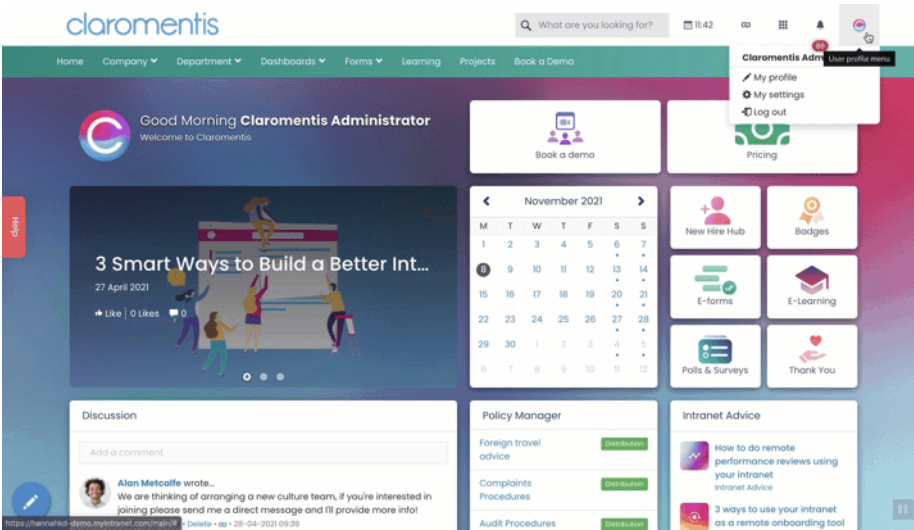 claromentis
What are you looking for?
11:42
86
Home Company Department Dashboards Forms Learning Projects Book a Demo
Claromentis Adm
User profile menu
My profile
My settings
Log out
Good Morning Claromentis Administrator
Welcome to Claromentis
Book a demo
Pricing
Help
3 Smart Ways to Build a Better Int...
27 April 2021
Like 0 Likes 0
November 2021
M T W T F S S
1 2 3 4 5 6 7
8 9 10 11 12 13 14
15 16 17 18 19 20 21
22 23 24 25 26 27 28
29 30 1 2 3 4 5
6 7 8 9 10 11 12
New Hire Hub
Badges
E-forms
E-Learning
Polls & Surveys
Thank You
Discussion
Add a comment
Alan Metcalfe wrote...
We are thinking of arranging a new culture team, if you're interested in
joining please send me a direct message and I'll provide more info!
Delete • 28-04-2021 09:39
https://hannahkd-demo.myintranet.com/main/#
Policy Manager
Foreign travel
advice
Distribution
Complaints
Procedures
Distribution
Audit Procedures
Distribution
Intranet Advice
How to do remote
performance reviews using
your intranet
Intranet Advice
3 ways to use your intranet
as a remote onboarding tool